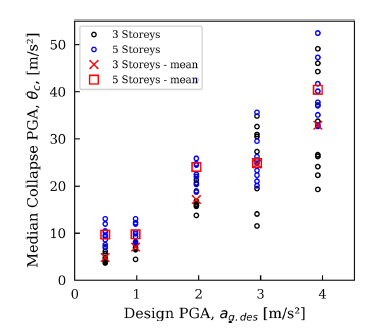 50
40
30
20
10
0
0
1
2
3
4
Median Collapse PGA, θ̂c, [m/s²]
Design PGA, ag,des [m/s²]
3 Storeys
5 Storeys
3 Storeys - mean
5 Storeys - mean